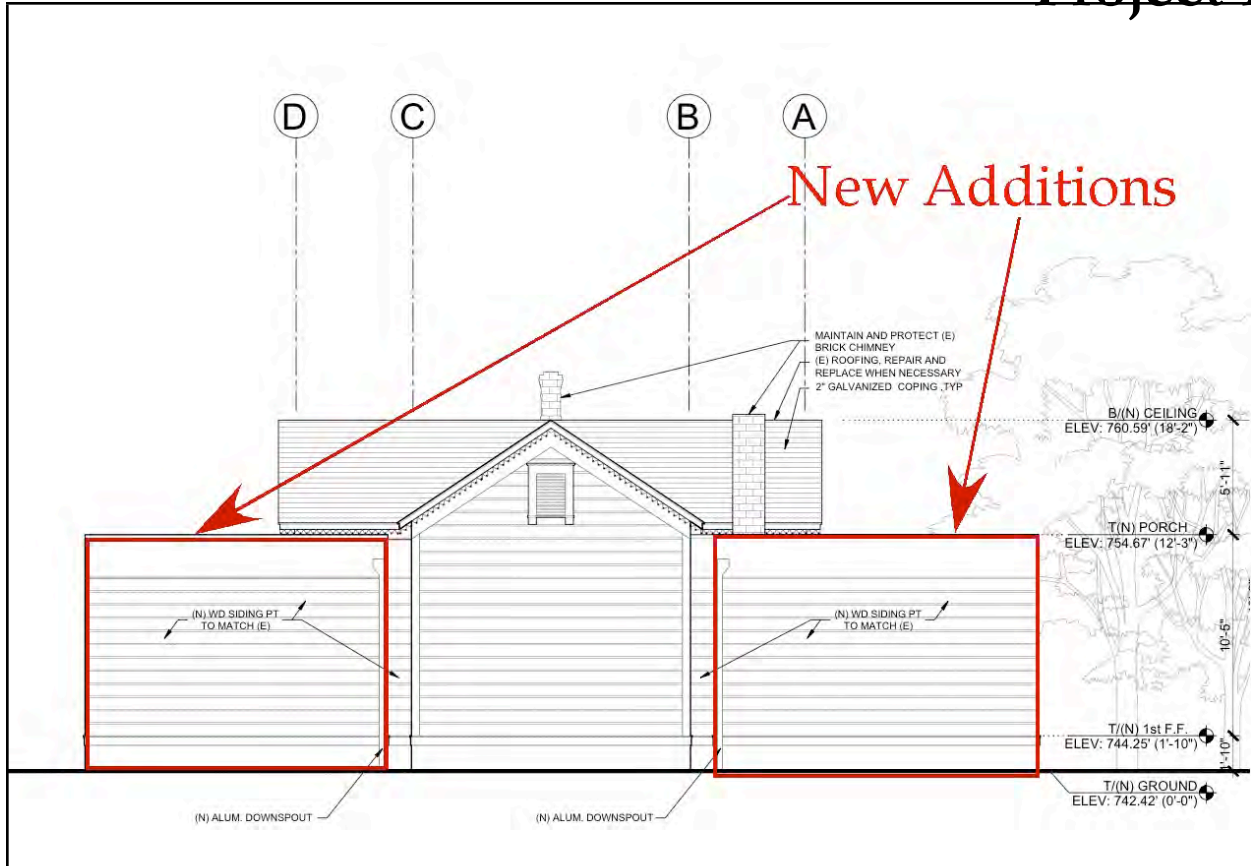 Project
D
C
B
A
New Additions
MAINTAIN AND PROTECT (E)
BRICK CHIMNEY
(E) ROOFING, REPAIR AND
REPLACE WHEN NECESSARY
2" GALVANIZED COPING ,TYP
B/(N) CEILING
ELEV: 760.59' (18'-2")
5'-11"
T(N) PORCH
ELEV: 754.67' (12'-3")
(N) WD SIDING PT
TO MATCH (E)
(N) WD SIDING PT
TO MATCH (E)
10'-5"
T/(N) 1st F.F.
ELEV: 744.25' (1'-10")
1'-10"
T/(N) GROUND
ELEV: 742.42' (0'-0")
(N) ALUM. DOWNSPOUT
(N) ALUM. DOWNSPOUT